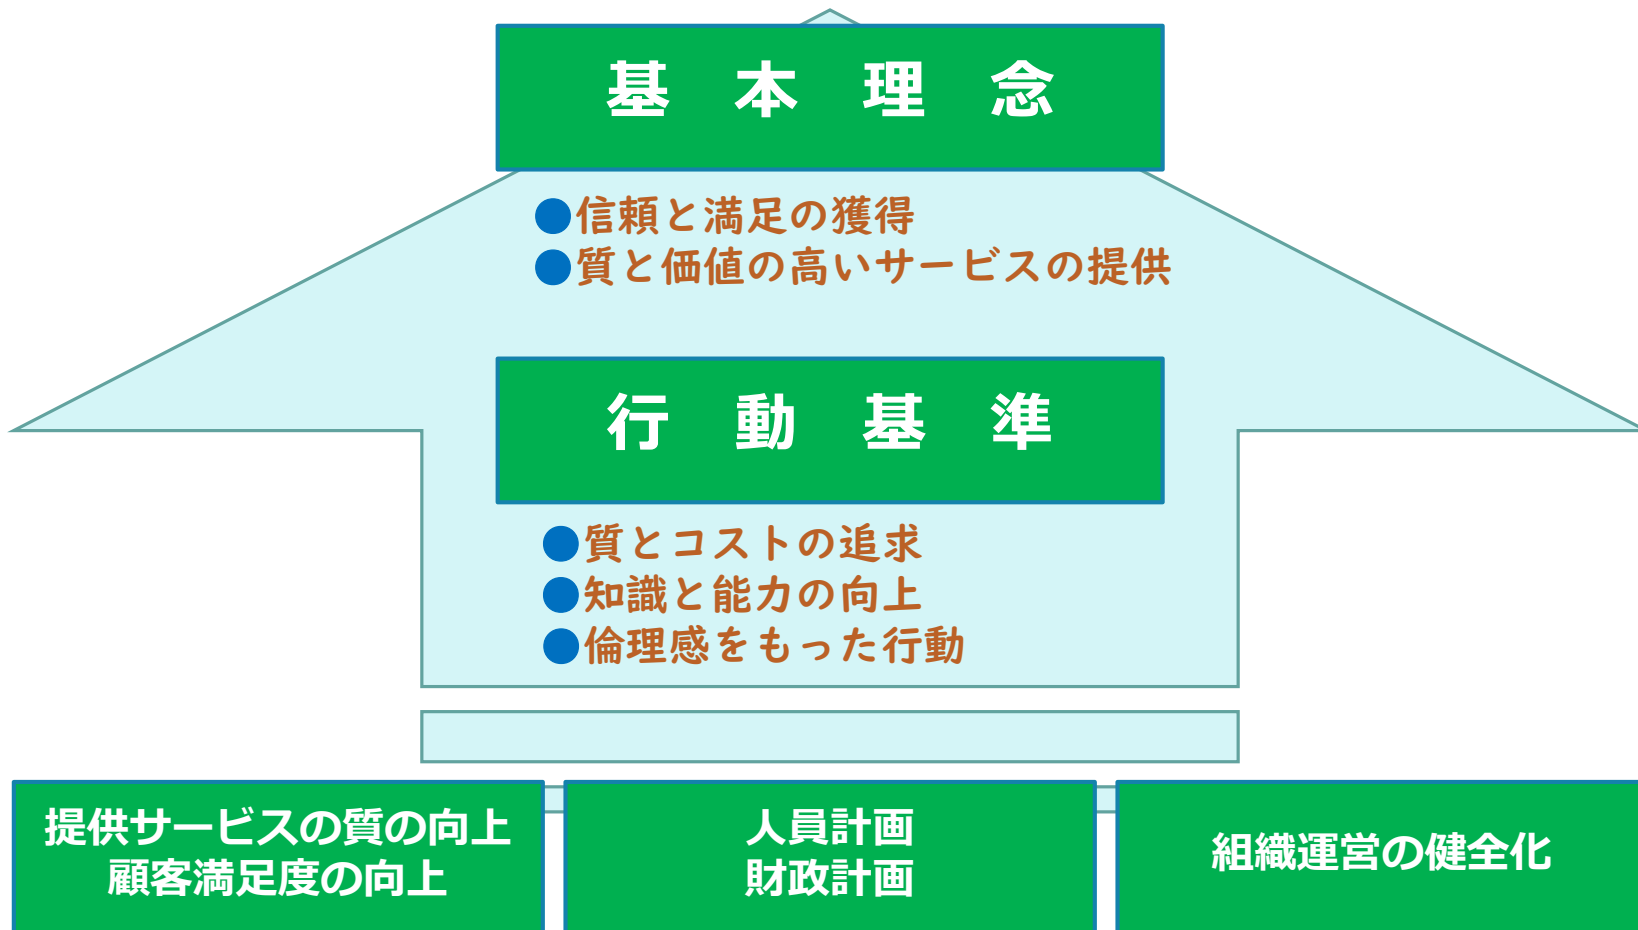 基　本　理　念
●信頼と満足の獲得
●質と価値の高いサービスの提供
行　動　基　準
●質とコストの追求
●知識と能力の向上
●倫理感をもった行動
提供サービスの質の向上
顧客満足度の向上
人員計画
財政計画
組織運営の健全化